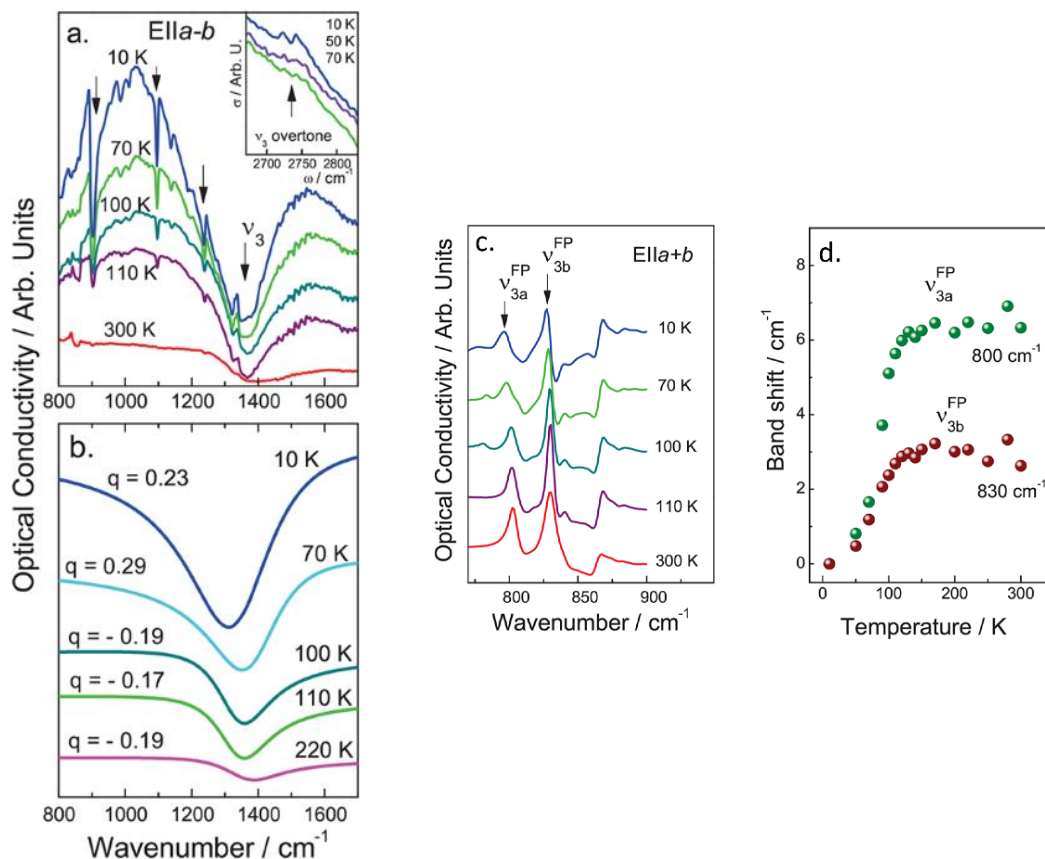 a.
EIIa-b
10 K
70 K
100 K
110 K
300 K
ν3
σ / Arb. U.
10 K
50 K
70 K
ν3 overtone
2700 2750 2800
ω / cm-1
800 1000 1200 1400 1600
Optical Conductivity / Arb. Units
b.
q = 0.23
10 K
q = 0.29
70 K
q = - 0.19
100 K
q = - 0.17
110 K
q = - 0.19
220 K
800 1000 1200 1400 1600
Wavenumber / cm-1
c.
EIIa+b
ν3aFP
ν3bFP
10 K
70 K
100 K
110 K
300 K
Optical Conductivity / Arb. Units
800 850 900
Wavenumber / cm-1
d.
Band shift / cm-1
8
6
4
2
0
ν3aFP
800 cm-1
ν3bFP
830 cm-1
0 100 200 300
Temperature / K